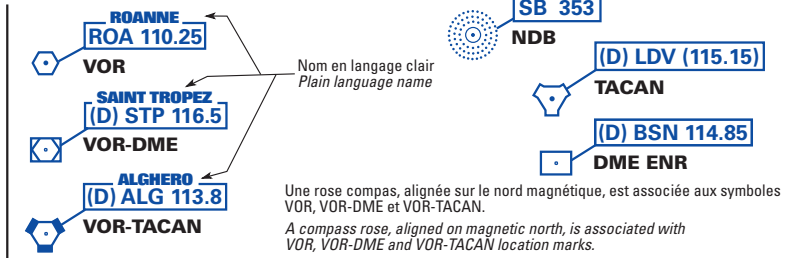 ROANNE
ROA 110.25
VOR
SAINT TROPEZ
(D) STP 116.5
VOR-DME
ALGHERO
(D) ALG 113.8
VOR-TACAN
Nom en langage clair
Plain language name
SB 353
NDB
(D) LDV (115.15)
TACAN
(D) BSN 114.85
DME ENR
Une rose compas, alignée sur le nord magnétique, est associée aux symboles
VOR, VOR-DME et VOR-TACAN.
A compass rose, aligned on magnetic north, is associated with
VOR, VOR-DME and VOR-TACAN location marks.